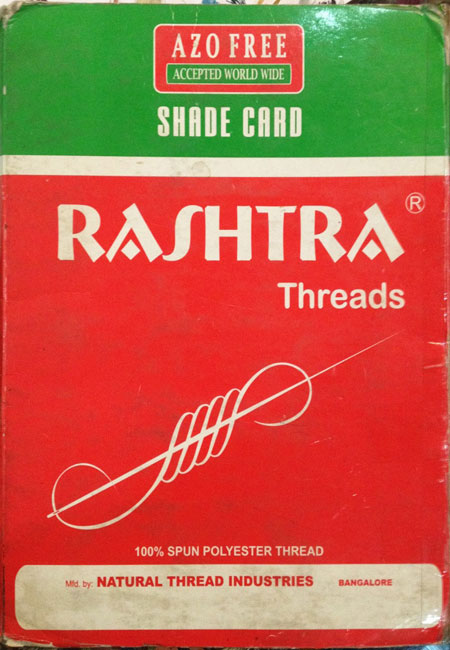 AZO FREE
ACCEPTED WORLD WIDE
SHADE CARD
RASHTRA ®
Threads
100% SPUN POLYESTER THREAD
Mfd. by: NATURAL THREAD INDUSTRIES BANGALORE